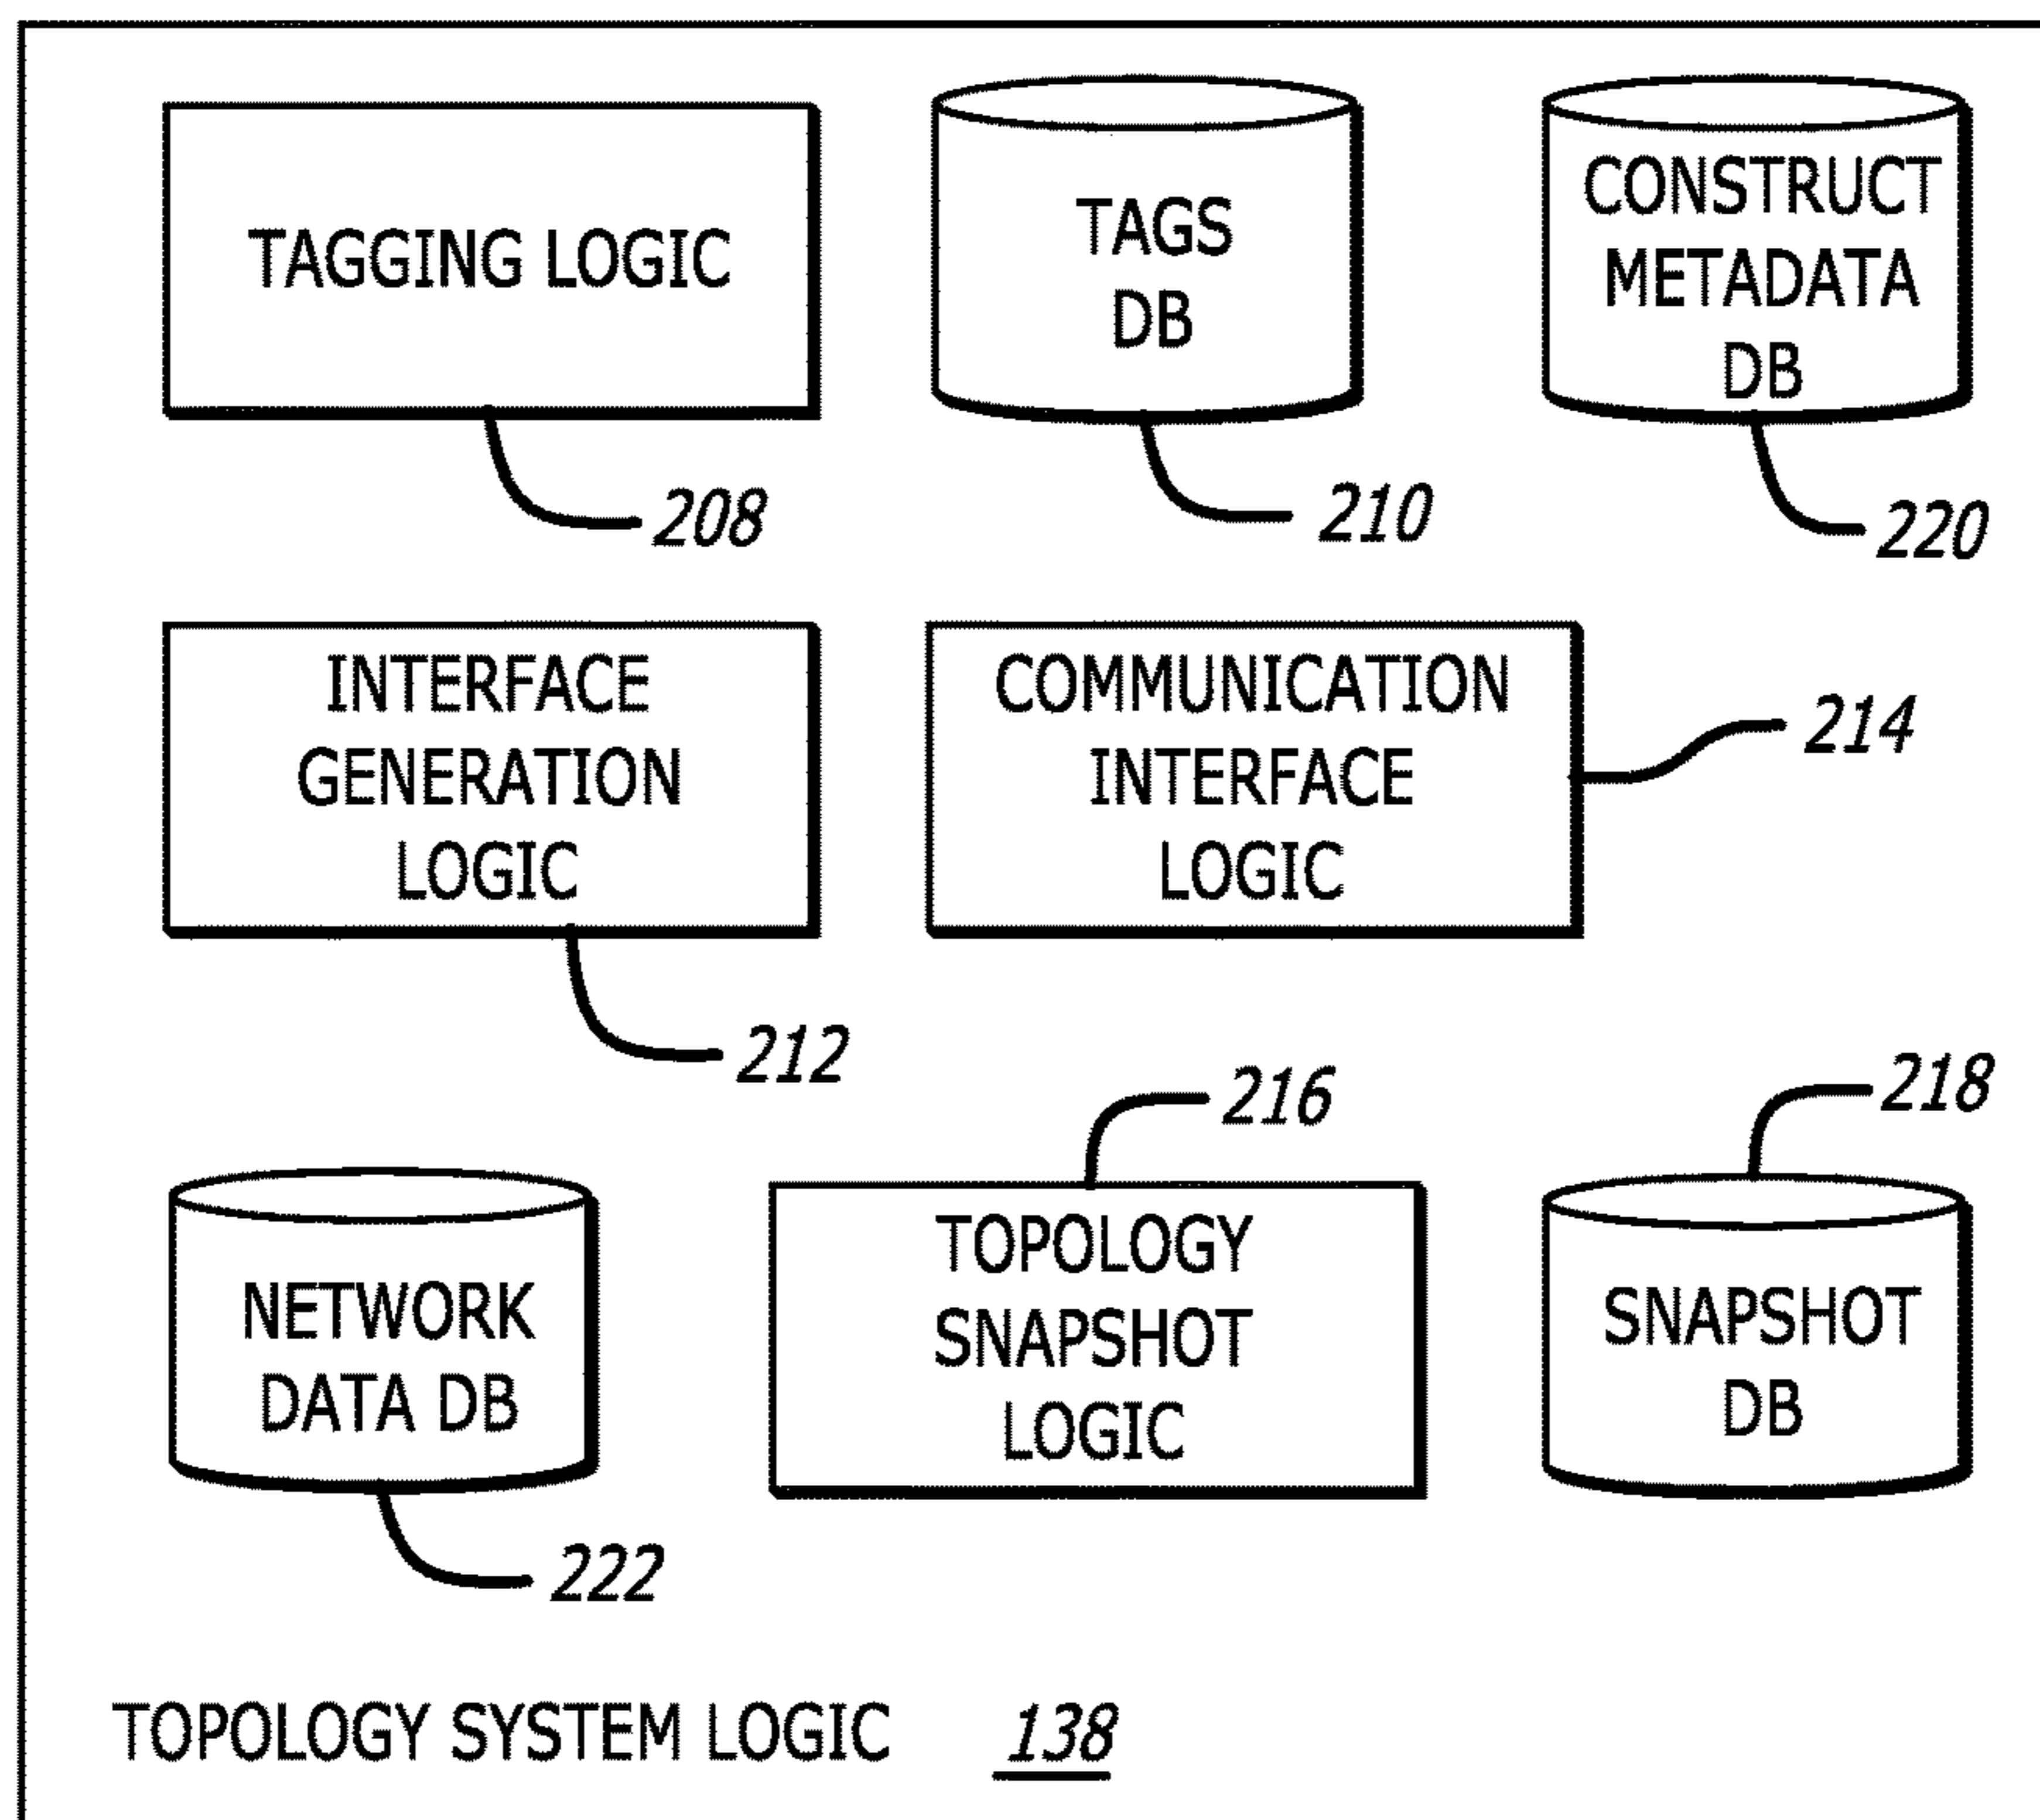 TAGGING LOGIC
208
TAGS
DB
210
CONSTRUCT
METADATA
DB
220
INTERFACE
GENERATION
LOGIC
212
COMMUNICATION
INTERFACE
LOGIC
214
NETWORK
DATA DB
222
216
TOPOLOGY
SNAPSHOT
LOGIC
218
SNAPSHOT
DB
TOPOLOGY SYSTEM LOGIC 138